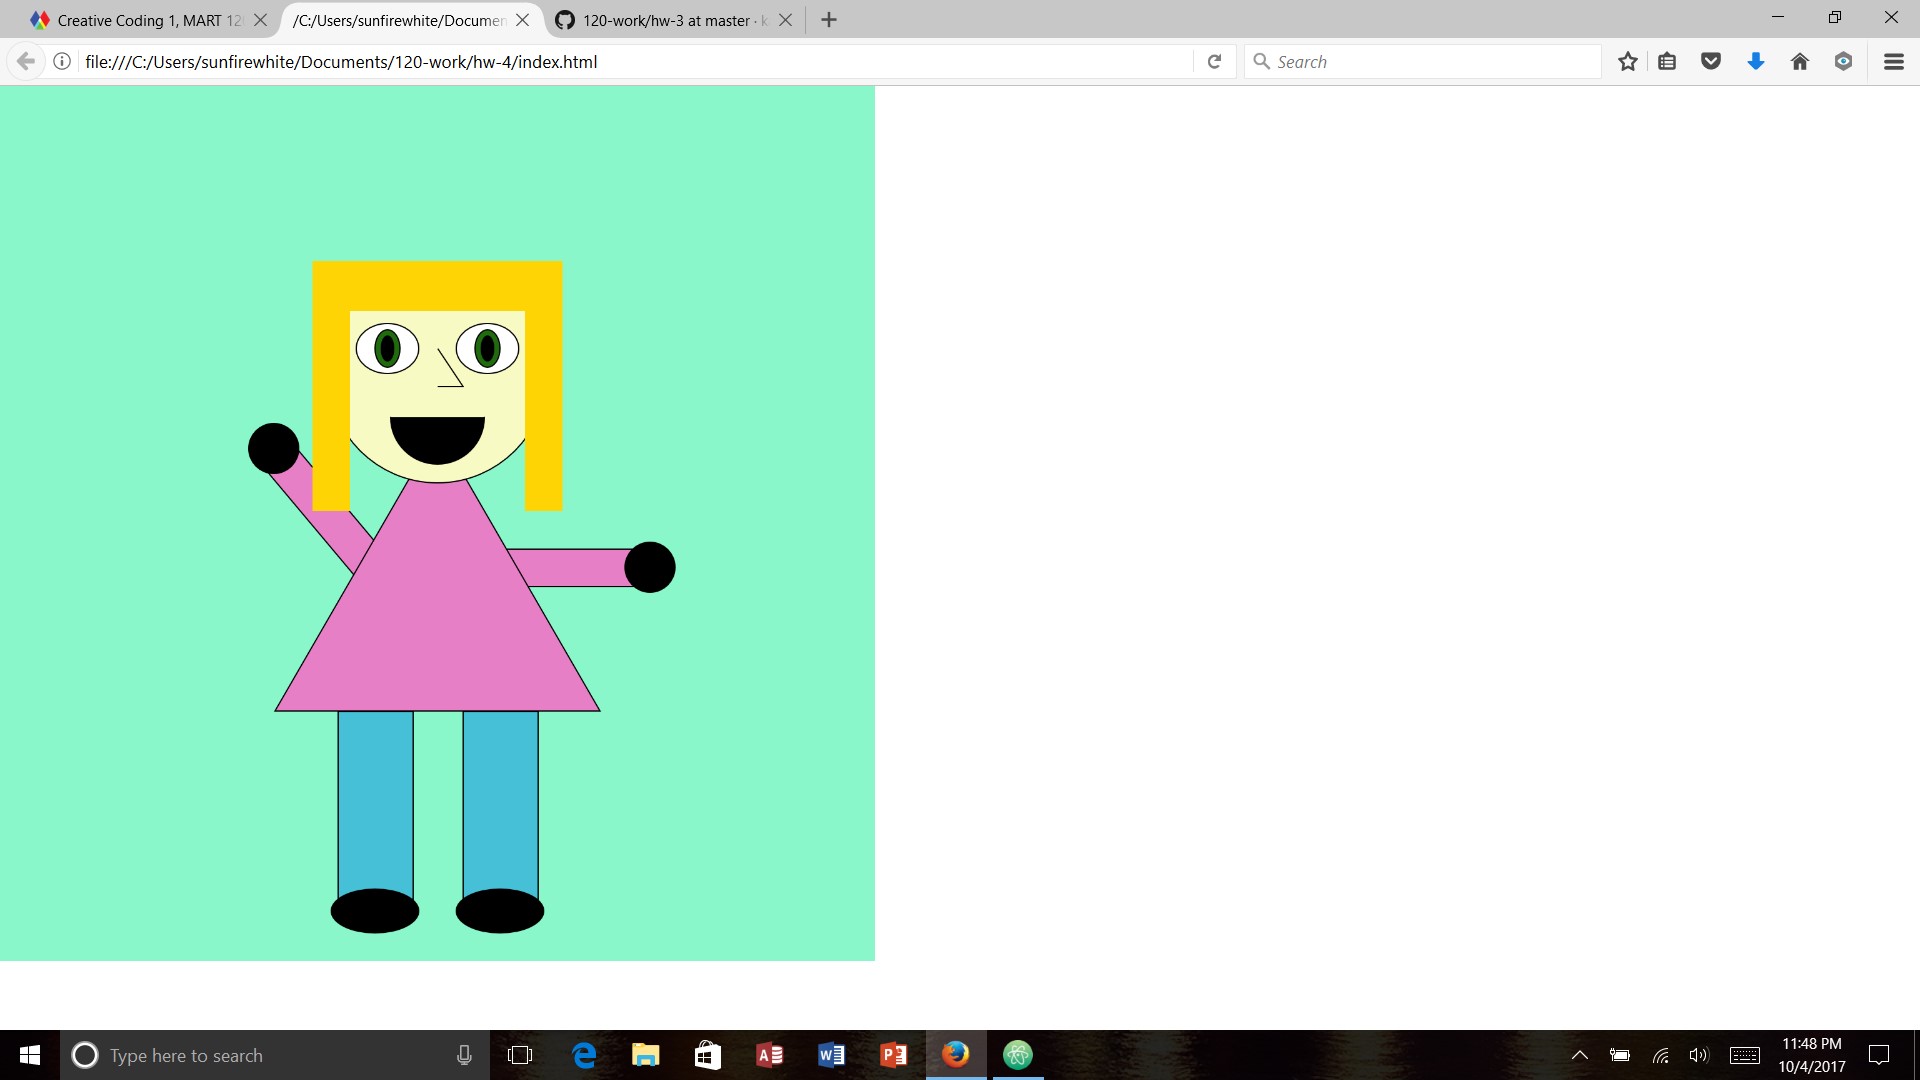 Creative Coding 1, MART 12
/C:/Users/sunfirewhite/Documen
120-work/hw-3 at master · k
file:///C:/Users/sunfirewhite/Documents/120-work/hw-4/index.html
Search
Type here to search
11:48 PM
10/4/2017